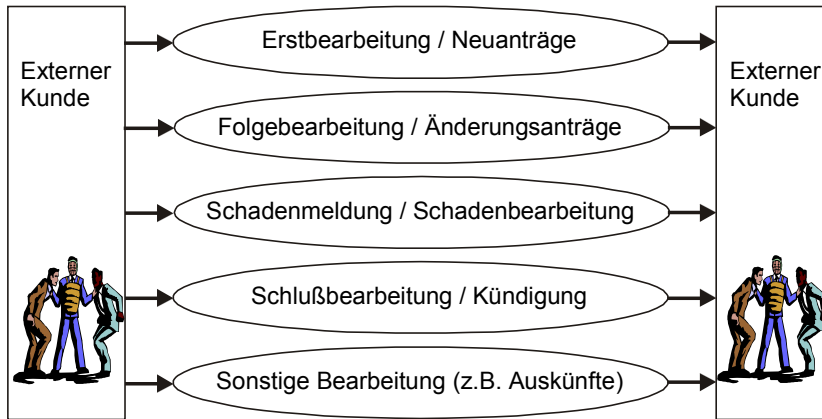 Erstbearbeitung / Neuanträge
Externer
Kunde
Externer
Kunde
Folgebearbeitung / Änderungsanträge
Schadenmeldung / Schadenbearbeitung
Schlußbearbeitung / Kündigung
Sonstige Bearbeitung (z.B. Auskünfte)